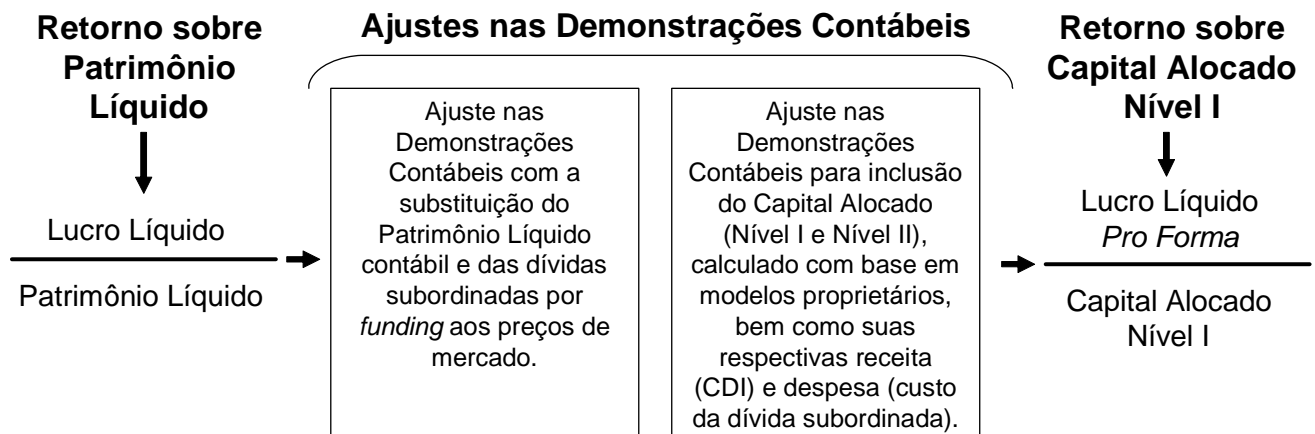 Retorno sobre
Patrimônio
Líquido
Lucro Líquido
Patrimônio Líquido
Ajustes nas Demonstrações Contábeis
Ajuste nas
Demonstrações
Contábeis com a
substituição do
Patrimônio Líquido
contábil e das dívidas
subordinadas por
funding aos preços de
mercado.
Ajuste nas
Demonstrações
Contábeis para inclusão
do Capital Alocado
(Nível I e Nível II),
calculado com base em
modelos proprietários,
bem como suas
respectivas receita
(CDI) e despesa (custo
da dívida subordinada).
Retorno sobre
Capital Alocado
Nível I
Lucro Líquido
Pro Forma
Capital Alocado
Nível I